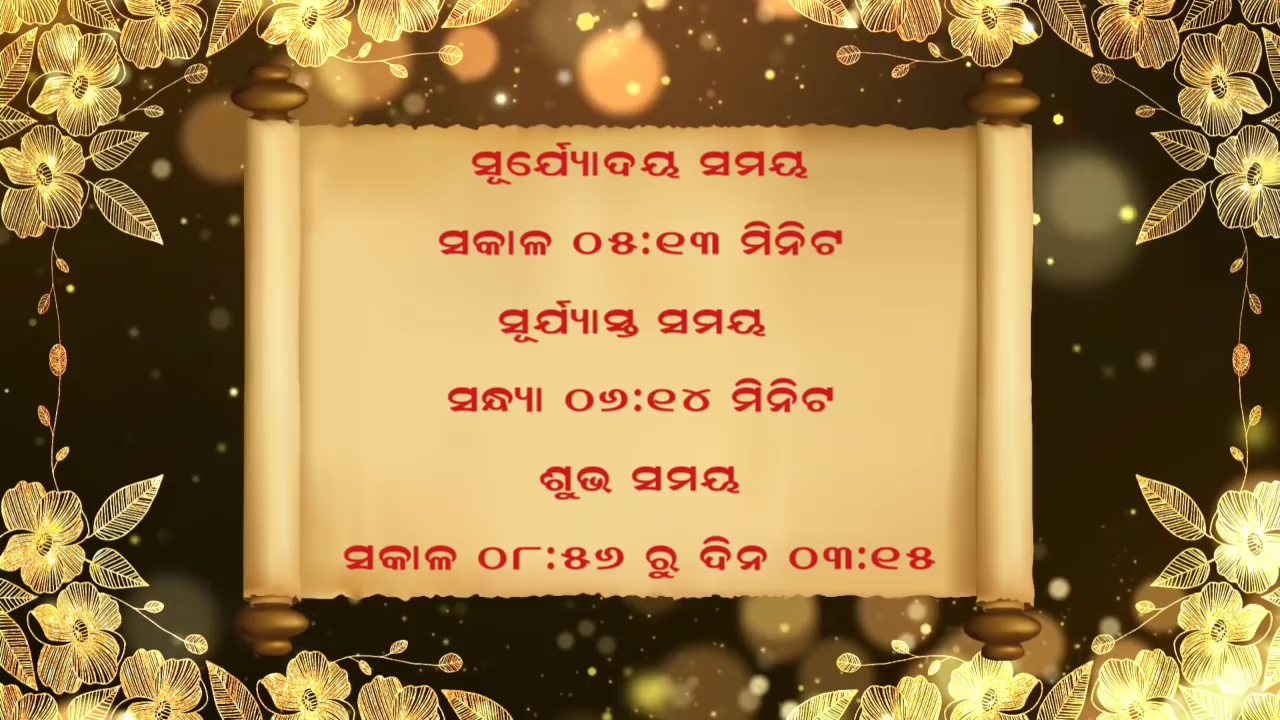 ସୂର୍ଯ୍ୟୋଦୟ ସମୟ
ସକାଳ ୦୫:୧୩ ମିନିଟ
ସୂର୍ଯ୍ୟାସ୍ତ ସମୟ
ସନ୍ଧ୍ୟା ୦୬:୧୪ ମିନିଟ
ଶୁଭ ସମୟ
ସକାଳ ୦୮:୫୬ ରୁ ଦିନ ୦୩:୧୫